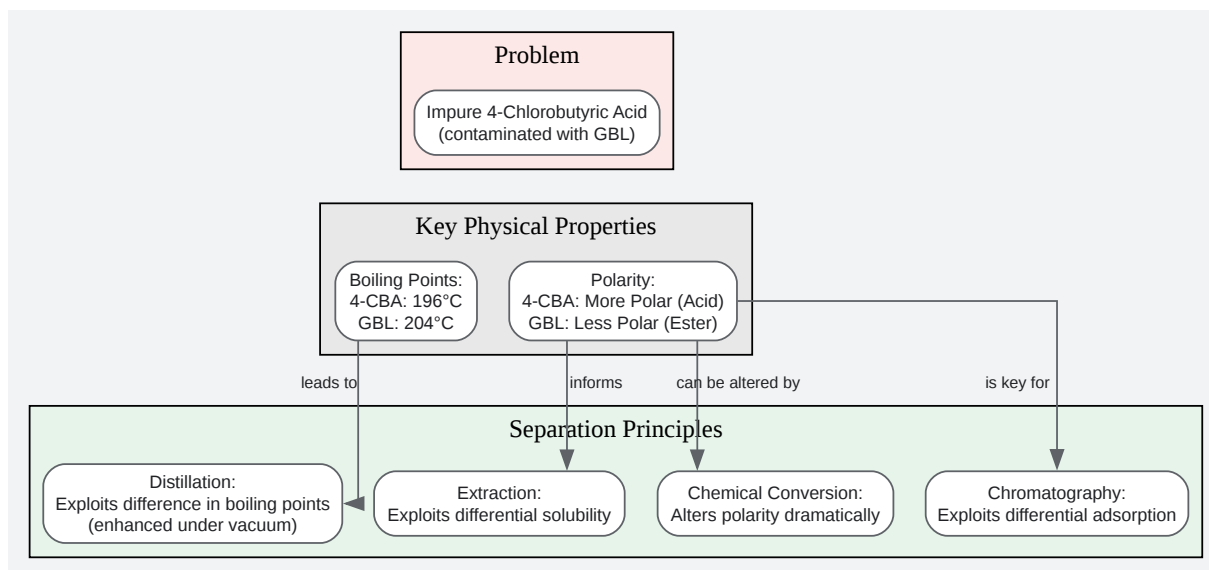 Problem
Impure 4-Chlorobutyric Acid
(contaminated with GBL)
Key Physical Properties
Boiling Points:
4-CBA: 196°C
GBL: 204°C
Polarity:
4-CBA: More Polar (Acid)
GBL: Less Polar (Ester)
leads to
informs
can be altered by
is key for
Separation Principles
Distillation:
Exploits difference in boiling points
(enhanced under vacuum)
Extraction:
Exploits differential solubility
Chemical Conversion:
Alters polarity dramatically
Chromatography:
Exploits differential adsorption